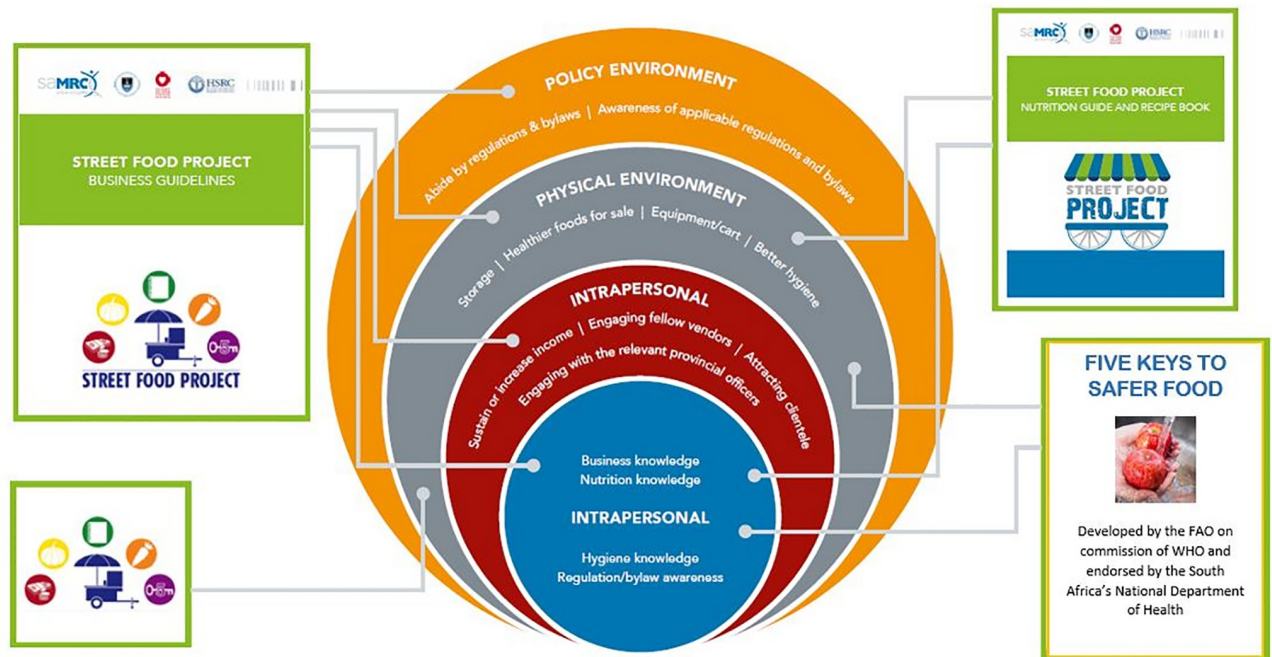 saMRC
HSRC
STREET FOOD PROJECT
BUSINESS GUIDELINES
STREET FOOD PROJECT
POLICY ENVIRONMENT
Abide by regulations & bylaws | Awareness of applicable regulations and bylaws
PHYSICAL ENVIRONMENT
Storage | Healthier foods for sale | Equipment/cart | Better hygiene
INTRAPERSONAL
Sustain or increase income | Engaging fellow vendors | Attracting clientele
Engaging with the relevant provincial officers
Business knowledge
Nutrition knowledge
INTRAPERSONAL
Hygiene knowledge
Regulation/bylaw awareness
saMRC
HSRC
STREET FOOD PROJECT
NUTRITION GUIDE AND RECIPE BOOK
STREET FOOD
PROJECT
FIVE KEYS TO
SAFER FOOD
Developed by the FAO on
commission of WHO and
endorsed by the South
Africa's National Department
of Health